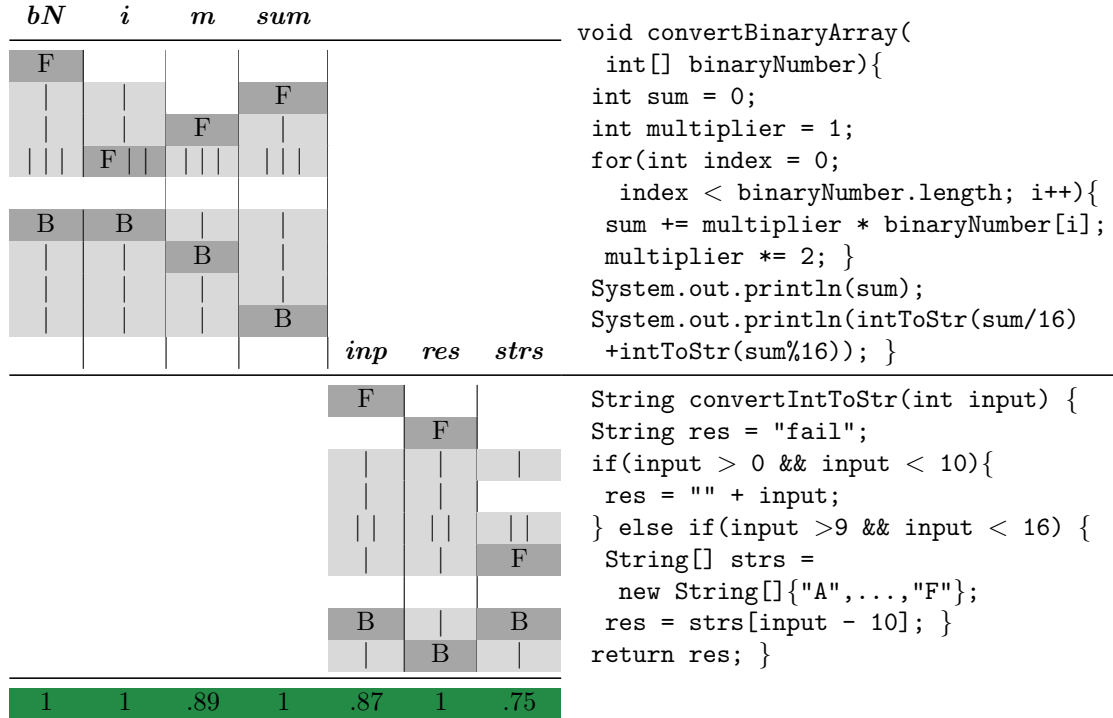 bN i m sum
void convertBinaryArray(
F int[] binaryNumber){
| | F int sum = 0;
| | F | int multiplier = 1;
| | | F | | | | | | | | for(int index = 0;
index < binaryNumber.length; i++){
B B | | sum += multiplier * binaryNumber[i];
| | B | multiplier *= 2; }
| | | | System.out.println(sum);
| | | B System.out.println(intToStr(sum/16)
inp res strs +intToStr(sum%16)); }
F String convertIntToStr(int input) {
F String res = "fail";
| | | if(input > 0 && input < 10){
| | res = "" + input;
| | | | | | } else if(input >9 && input < 16) {
| | F String[] strs =
new String[]{"A",...,"F"};
B | B res = strs[input - 10]; }
| B | return res; }
1 1 .89 1 .87 1 .75